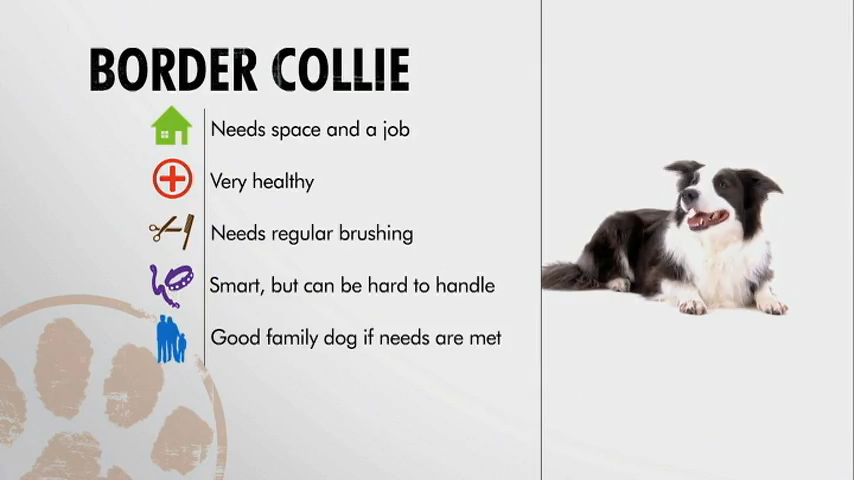 BORDER COLLIE
Needs space and a job
Very healthy
Needs regular brushing
Smart, but can be hard to handle
Good family dog if needs are met